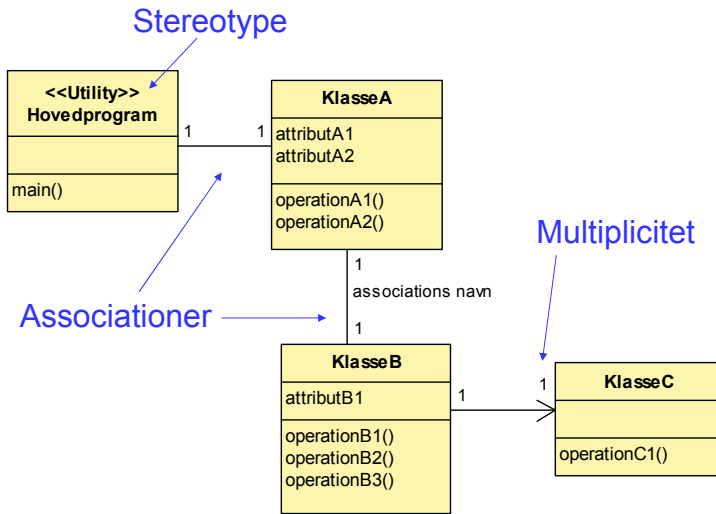 Stereotype
<<Utility>>
Hovedprogram
main()
1
1
KlasseA
attributA1
attributA2
operationA1()
operationA2()
Multiplicitet
1
associations navn
Associationer
1
KlasseB
attributB1
operationB1()
operationB2()
operationB3()
1
1
KlasseC
operationC1()